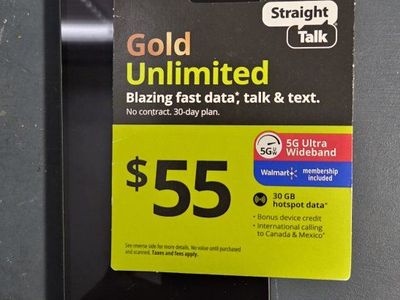 Straight
Talk
Gold
Unlimited
Blazing fast data*, talk & text.
No contract. 30-day plan.
$55
5G UW
5G Ultra
Wideband
Walmart+ membership
included
30 GB
hotspot data*
• Bonus device credit
• International calling
to Canada & Mexico*
See reverse side for more details. No value until purchased
and scanned. Taxes and fees apply.